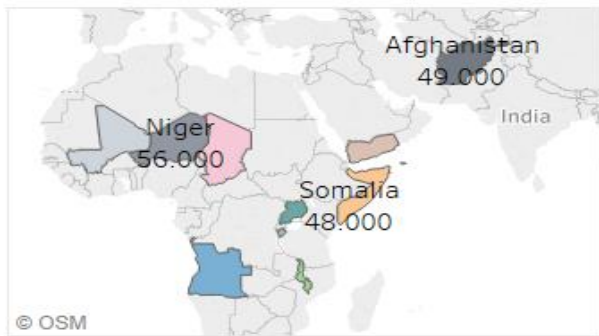 Afghanistan
49.000
India
Niger
56.000
Somalia
48.000
© OSM